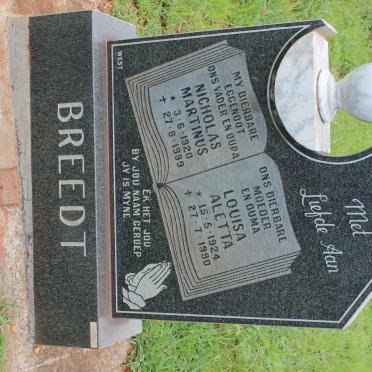 Met
Liefde Aan
MY DIERBARE
EGGENOOT
ONS VADER EN OUPA
NICHOLAS
MARTINUS
* 3·6·1920
✝ 27·8·1989
ONS DIERBARE
MOEDER
EN OUMA
LOUISA
ALETTA
* 15·5·1924
✝ 27·7·1990
EK HET JOU
BY JOU NAAM GEROEP
JY IS MYNE.
WEST
BREEDT